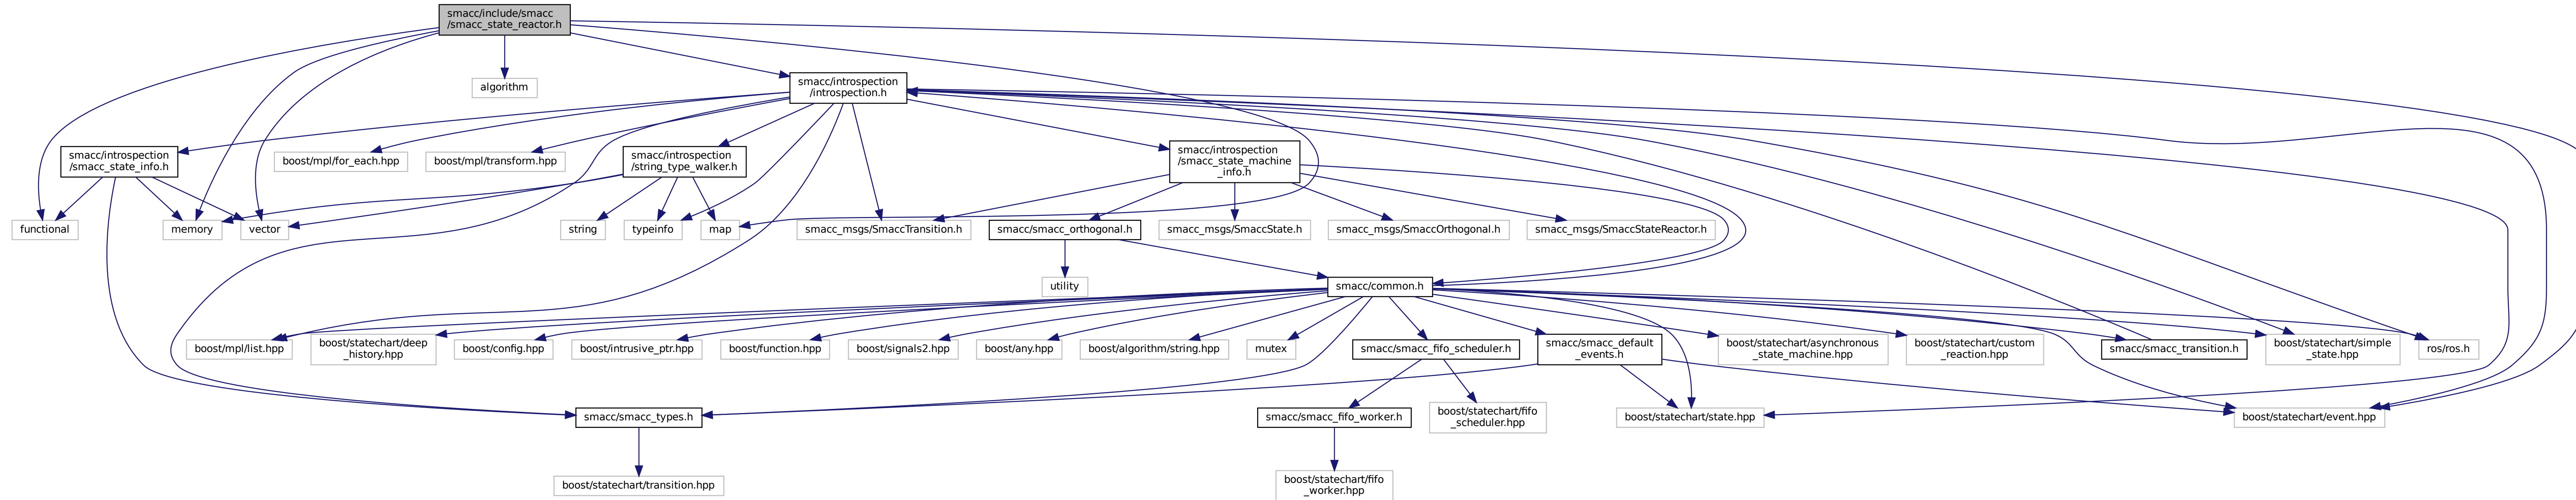 smacc/include/smacc
/smacc_state_reactor.h
algorithm
smacc/introspection
/introspection.h
smacc/introspection
/smacc_state_info.h
boost/mpl/for_each.hpp
boost/mpl/transform.hpp
smacc/introspection
/string_type_walker.h
smacc/introspection
/smacc_state_machine
_info.h
functional
memory
vector
string
typeinfo
map
smacc_msgs/SmaccTransition.h
smacc/smacc_orthogonal.h
smacc_msgs/SmaccState.h
smacc_msgs/SmaccOrthogonal.h
smacc_msgs/SmaccStateReactor.h
utility
smacc/common.h
boost/mpl/list.hpp
boost/statechart/deep
_history.hpp
boost/config.hpp
boost/intrusive_ptr.hpp
boost/function.hpp
boost/signals2.hpp
boost/any.hpp
boost/algorithm/string.hpp
mutex
smacc/smacc_fifo_scheduler.h
smacc/smacc_default
_events.h
boost/statechart/asynchronous
_state_machine.hpp
boost/statechart/custom
_reaction.hpp
smacc/smacc_transition.h
boost/statechart/simple
_state.hpp
ros/ros.h
smacc/smacc_types.h
smacc/smacc_fifo_worker.h
boost/statechart/fifo
_scheduler.hpp
boost/statechart/state.hpp
boost/statechart/event.hpp
boost/statechart/transition.hpp
boost/statechart/fifo
_worker.hpp